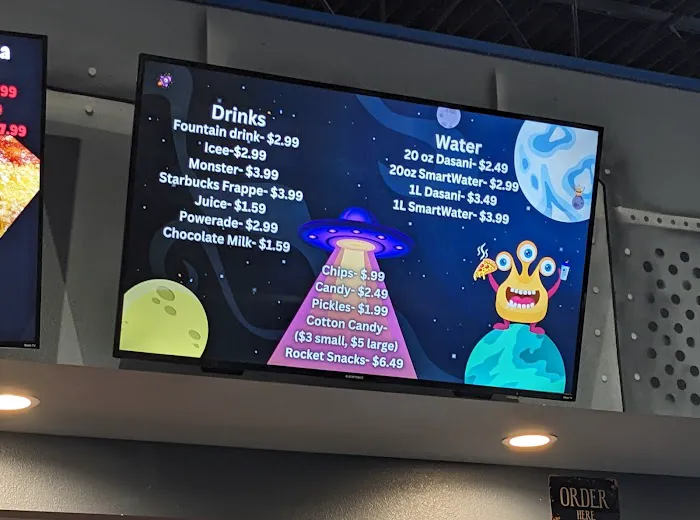 a
99
7.99
Drinks
Fountain drink- $2.99
Icee-$2.99
Monster- $3.99
Starbucks Frappe- $3.99
Juice- $1.59
Powerade- $2.99
Chocolate Milk- $1.59
Water
20 oz Dasani- $2.49
20oz SmartWater- $2.99
1L Dasani- $3.49
1L SmartWater- $3.99
Chips- $.99
Candy- $2.49
Pickles- $1.99
Cotton Candy-
($3 small, $5 large)
Rocket Snacks- $6.49
ORDER
HERE